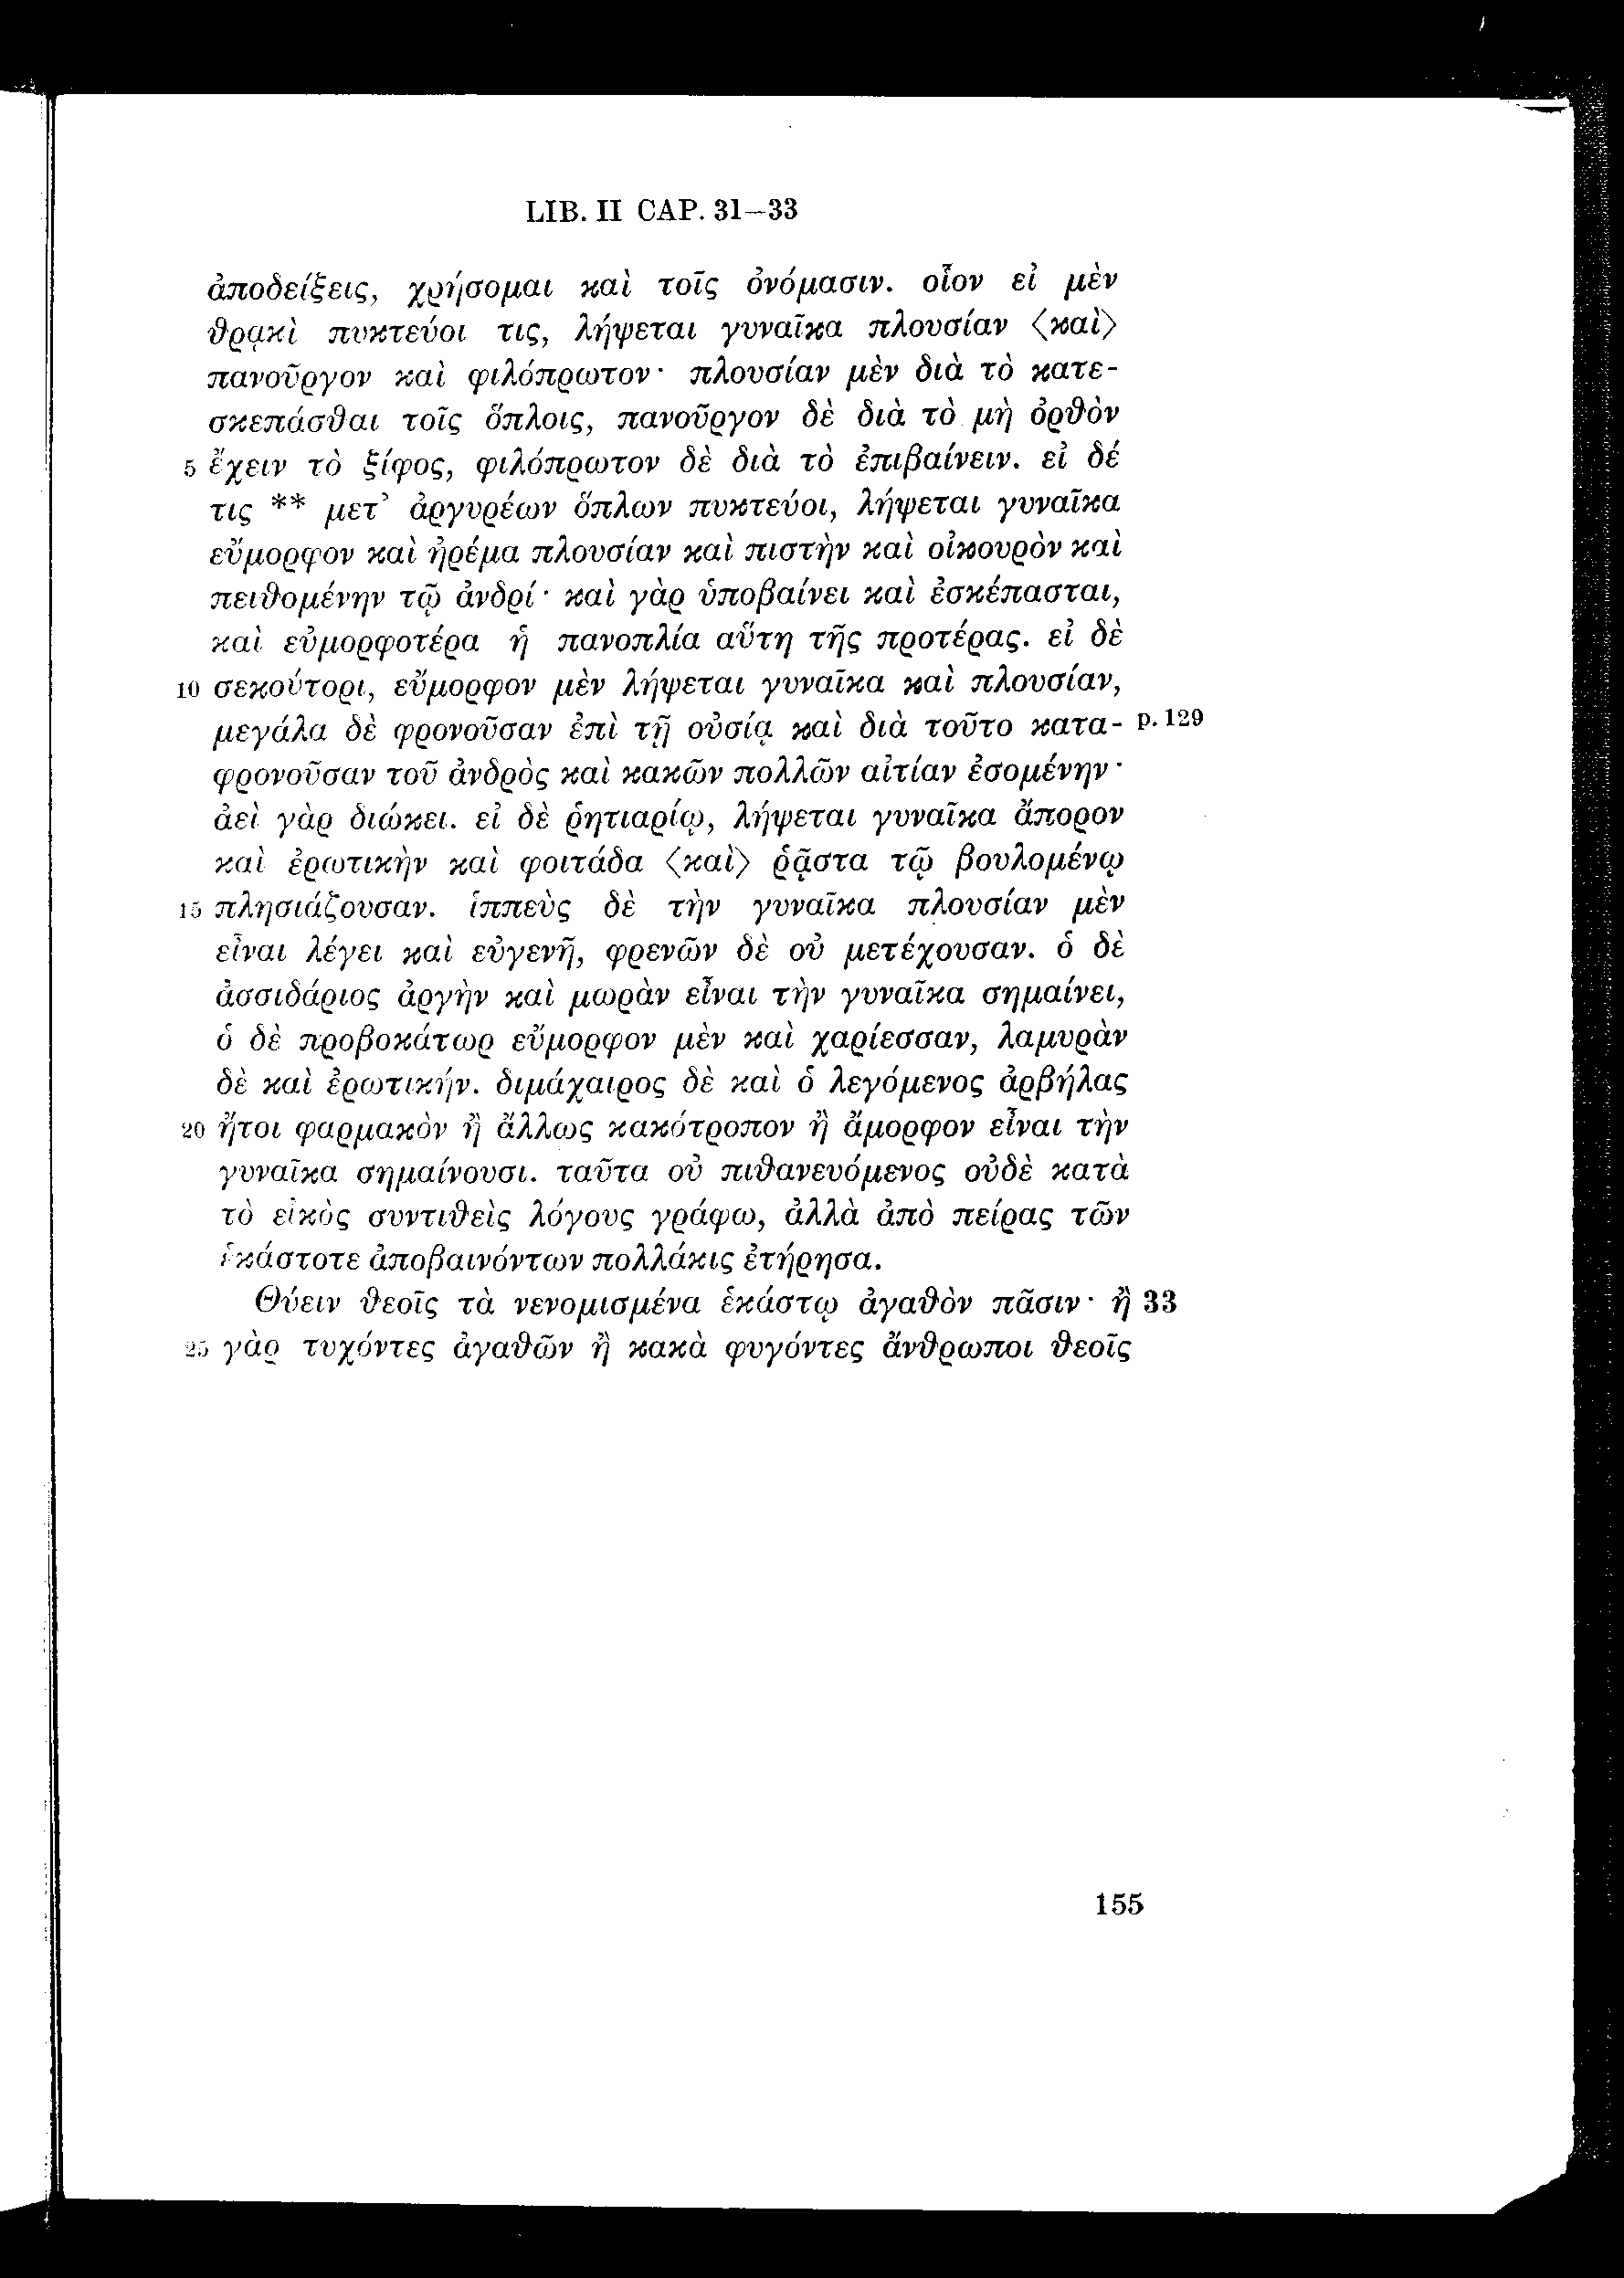 LIB. II CAP. 31–33
ἀποδείξεις, χρήσομαι καὶ τοῖς ὀνόμασιν. οἷον εἰ μὲν
θρᾳκὶ πυκτεύοι τις, λήψεται γυναῖκα πλουσίαν ⟨καὶ⟩
πανοῦργον καὶ φιλόπρωτον· πλουσίαν μὲν διὰ τὸ κατε-
σκεπάσθαι τοῖς ὅπλοις, πανοῦργον δὲ διὰ τὸ μὴ ὀρθὸν
5 ἔχειν τὸ ξίφος, φιλόπρωτον δὲ διὰ τὸ ἐπιβαίνειν. εἰ δέ
τις ** μετ’ ἀργυρέων ὅπλων πυκτεύοι, λήψεται γυναῖκα
εὔμορφον καὶ ἠρέμα πλουσίαν καὶ πιστὴν καὶ οἰκουρὸν καὶ
πειθομένην τῷ ἀνδρί· καὶ γὰρ ὑποβαίνει καὶ ἐσκέπασται,
καὶ εὐμορφοτέρα ἡ πανοπλία αὕτη τῆς προτέρας. εἰ δὲ
10 σεκούτορι, εὔμορφον μὲν λήψεται γυναῖκα καὶ πλουσίαν,
μεγάλα δὲ φρονοῦσαν ἐπὶ τῇ οὐσίᾳ καὶ διὰ τοῦτο κατα- p. 129
φρονοῦσαν τοῦ ἀνδρὸς καὶ κακῶν πολλῶν αἰτίαν ἐσομένην·
ἀεὶ γὰρ διώκει. εἰ δὲ ῥητιαρίῳ, λήψεται γυναῖκα ἄπορον
καὶ ἐρωτικὴν καὶ φοιτάδα ⟨καὶ⟩ ῥᾷστα τῷ βουλομένῳ
15 πλησιάζουσαν. ἱππεὺς δὲ τὴν γυναῖκα πλουσίαν μὲν
εἶναι λέγει καὶ εὐγενῆ, φρενῶν δὲ οὐ μετέχουσαν. ὁ δὲ
ἀσσιδάριος ἀργὴν καὶ μωρὰν εἶναι τὴν γυναῖκα σημαίνει,
ὁ δὲ προβοκάτωρ εὔμορφον μὲν καὶ χαρίεσσαν, λαμυρὰν
δὲ καὶ ἐρωτικήν. διμάχαιρος δὲ καὶ ὁ λεγόμενος ἀρβήλας
20 ἤτοι φαρμακὸν ἢ ἄλλως κακότροπον ἢ ἄμορφον εἶναι τὴν
γυναῖκα σημαίνουσι. ταῦτα οὐ πιθανευόμενος οὐδὲ κατὰ
τὸ εἰκὸς συντιθεὶς λόγους γράφω, ἀλλὰ ἀπὸ πείρας τῶν
ἑκάστοτε ἀποβαινόντων πολλάκις ἐτήρησα.
Θύειν θεοῖς τὰ νενομισμένα ἑκάστῳ ἀγαθὸν πᾶσιν· ἢ 33
25 γὰρ τυχόντες ἀγαθῶν ἢ κακὰ φυγόντες ἄνθρωποι θεοῖς
155